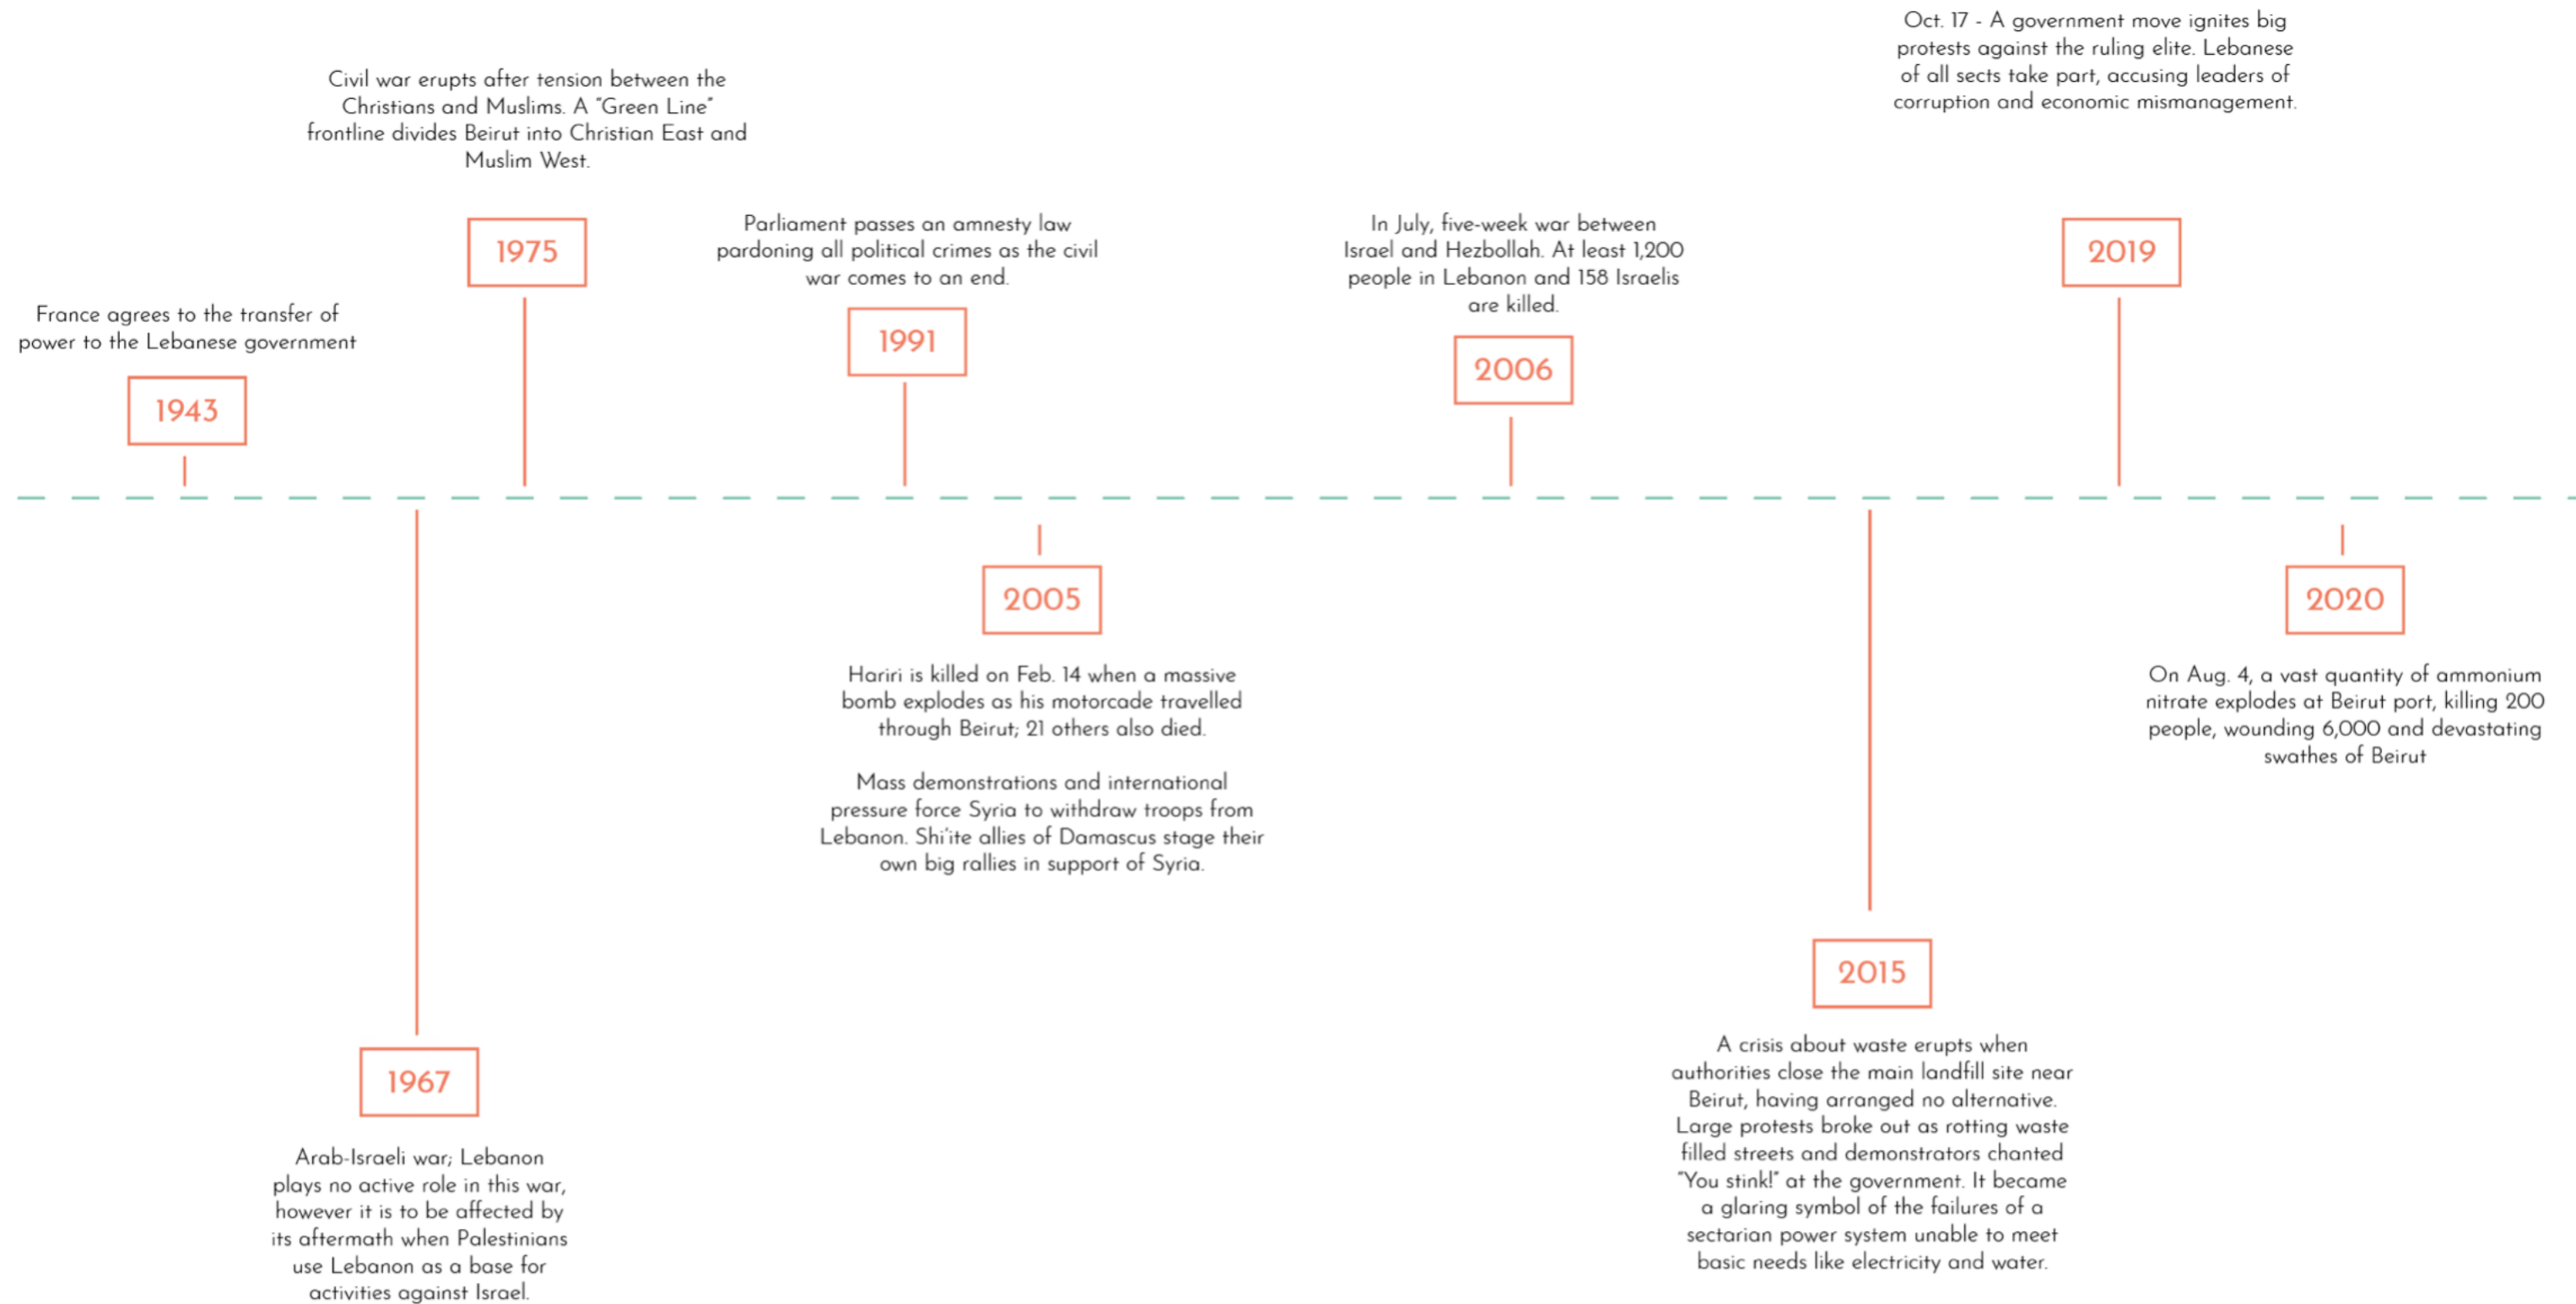 France agrees to the transfer of
power to the Lebanese government
1943
Arab-Israeli war; Lebanon
plays no active role in this war,
however it is to be affected by
its aftermath when Palestinians
use Lebanon as a base for
activities against Israel.
1967
Civil war erupts after tension between the
Christians and Muslims. A "Green Line"
frontline divides Beirut into Christian East and
Muslim West.
1975
Parliament passes an amnesty law
pardoning all political crimes as the civil
war comes to an end.
1991
2005
Hariri is killed on Feb. 14 when a massive
bomb explodes as his motorcade travelled
through Beirut; 21 others also died.
Mass demonstrations and international
pressure force Syria to withdraw troops from
Lebanon. Shi'ite allies of Damascus stage their
own big rallies in support of Syria.
In July, five-week war between
Israel and Hezbollah. At least 1,200
people in Lebanon and 158 Israelis
are killed.
2006
2015
A crisis about waste erupts when
authorities close the main landfill site near
Beirut, having arranged no alternative.
Large protests broke out as rotting waste
filled streets and demonstrators chanted
"You stink!" at the government. It became
a glaring symbol of the failures of a
sectarian power system unable to meet
basic needs like electricity and water.
Oct. 17 - A government move ignites big
protests against the ruling elite. Lebanese
of all sects take part, accusing leaders of
corruption and economic mismanagement.
2019
2020
On Aug. 4, a vast quantity of ammonium
nitrate explodes at Beirut port, killing 200
people, wounding 6,000 and devastating
swathes of Beirut